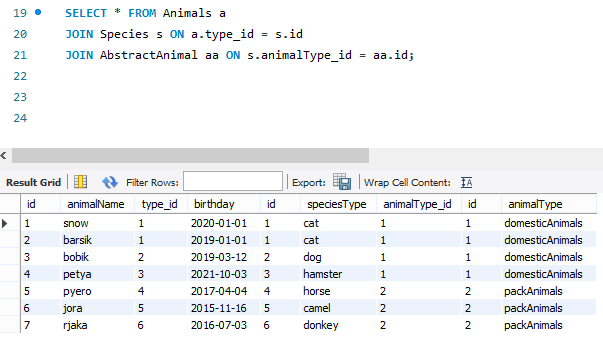 19 SELECT * FROM Animals a
20 JOIN Species s ON a.type_id = s.id
21 JOIN AbstractAnimal aa ON s.animalType_id = aa.id;
22
23
24
Result Grid Filter Rows: Export: Wrap Cell Content:
id animalName type_id birthday id speciesType animalType_id id animalType
1 snow 1 2020-01-01 1 cat 1 1 domesticAnimals
2 barsik 1 2019-01-01 1 cat 1 1 domesticAnimals
3 bobik 2 2019-03-12 2 dog 1 1 domesticAnimals
4 petya 3 2021-10-03 3 hamster 1 1 domesticAnimals
5 pyero 4 2017-04-04 4 horse 2 2 packAnimals
6 jora 5 2015-11-16 5 camel 2 2 packAnimals
7 rjaka 6 2016-07-03 6 donkey 2 2 packAnimals